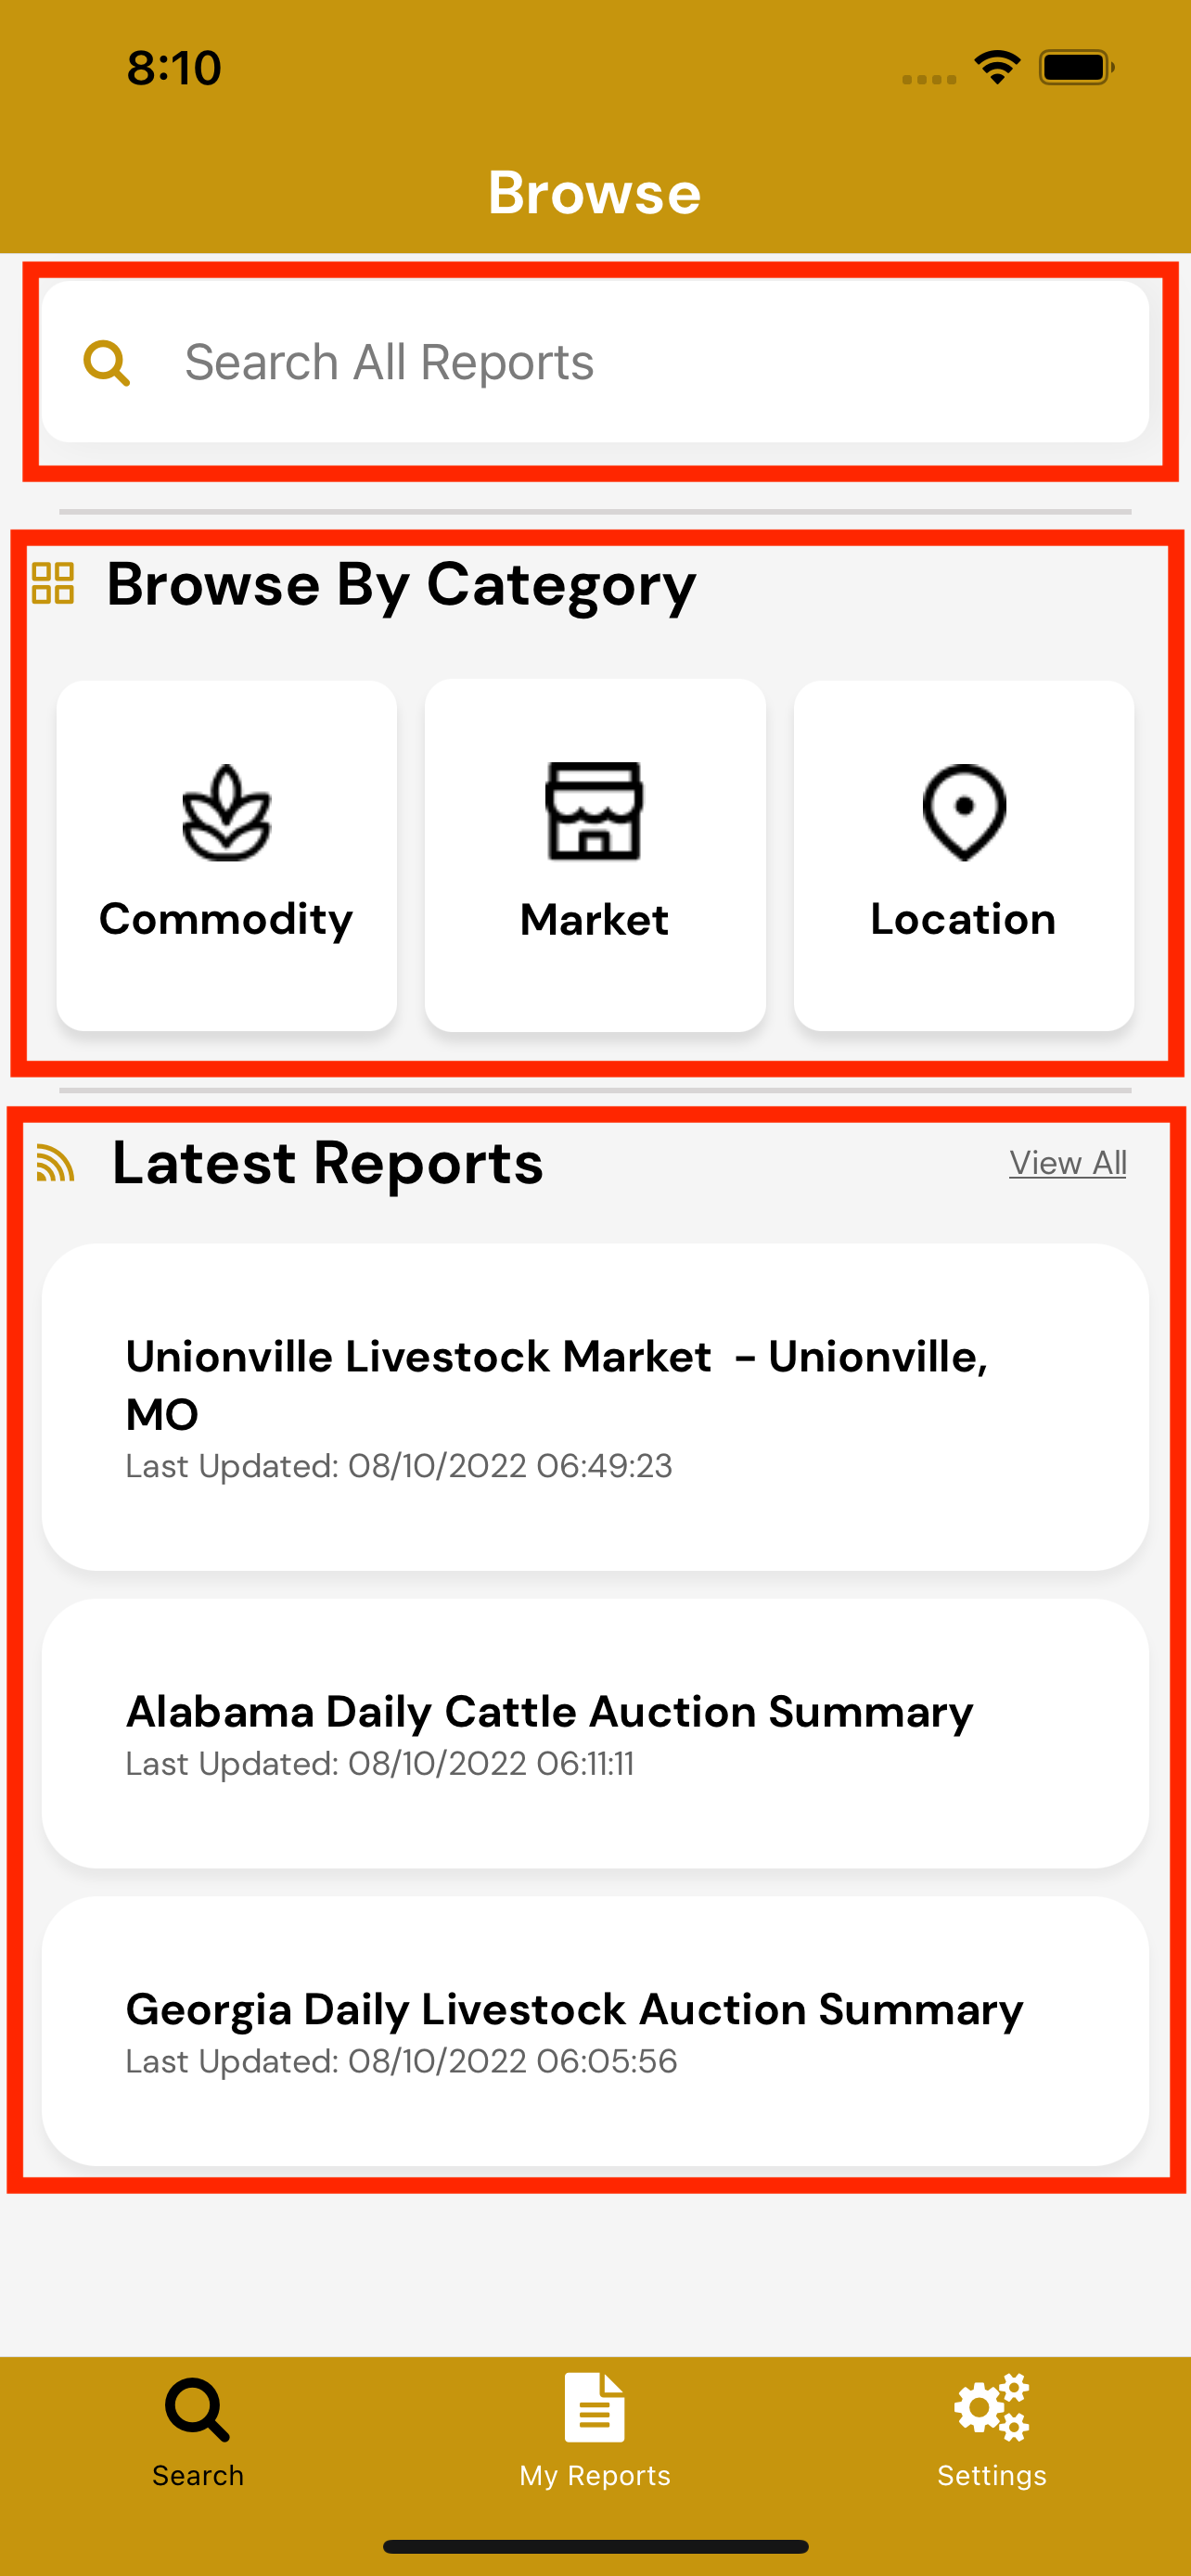 8:10
Browse
Search All Reports
Browse By Category
Commodity
Market
Location
Latest Reports
View All
Unionville Livestock Market  - Unionville,
MO
Last Updated: 08/10/2022 06:49:23
Alabama Daily Cattle Auction Summary
Last Updated: 08/10/2022 06:11:11
Georgia Daily Livestock Auction Summary
Last Updated: 08/10/2022 06:05:56
Search
My Reports
Settings